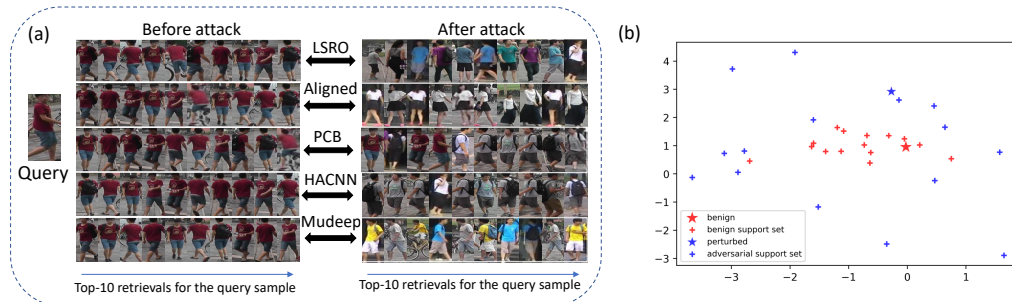 (a)
Before attack
After attack
LSRO
Aligned
PCB
HACNN
Mudeep
Query
Top-10 retrievals for the query sample
Top-10 retrievals for the query sample
(b)
4
3
2
1
0
−1
−2
−3
−3
−2
−1
0
1
benign
benign support set
perturbed
adversarial support set